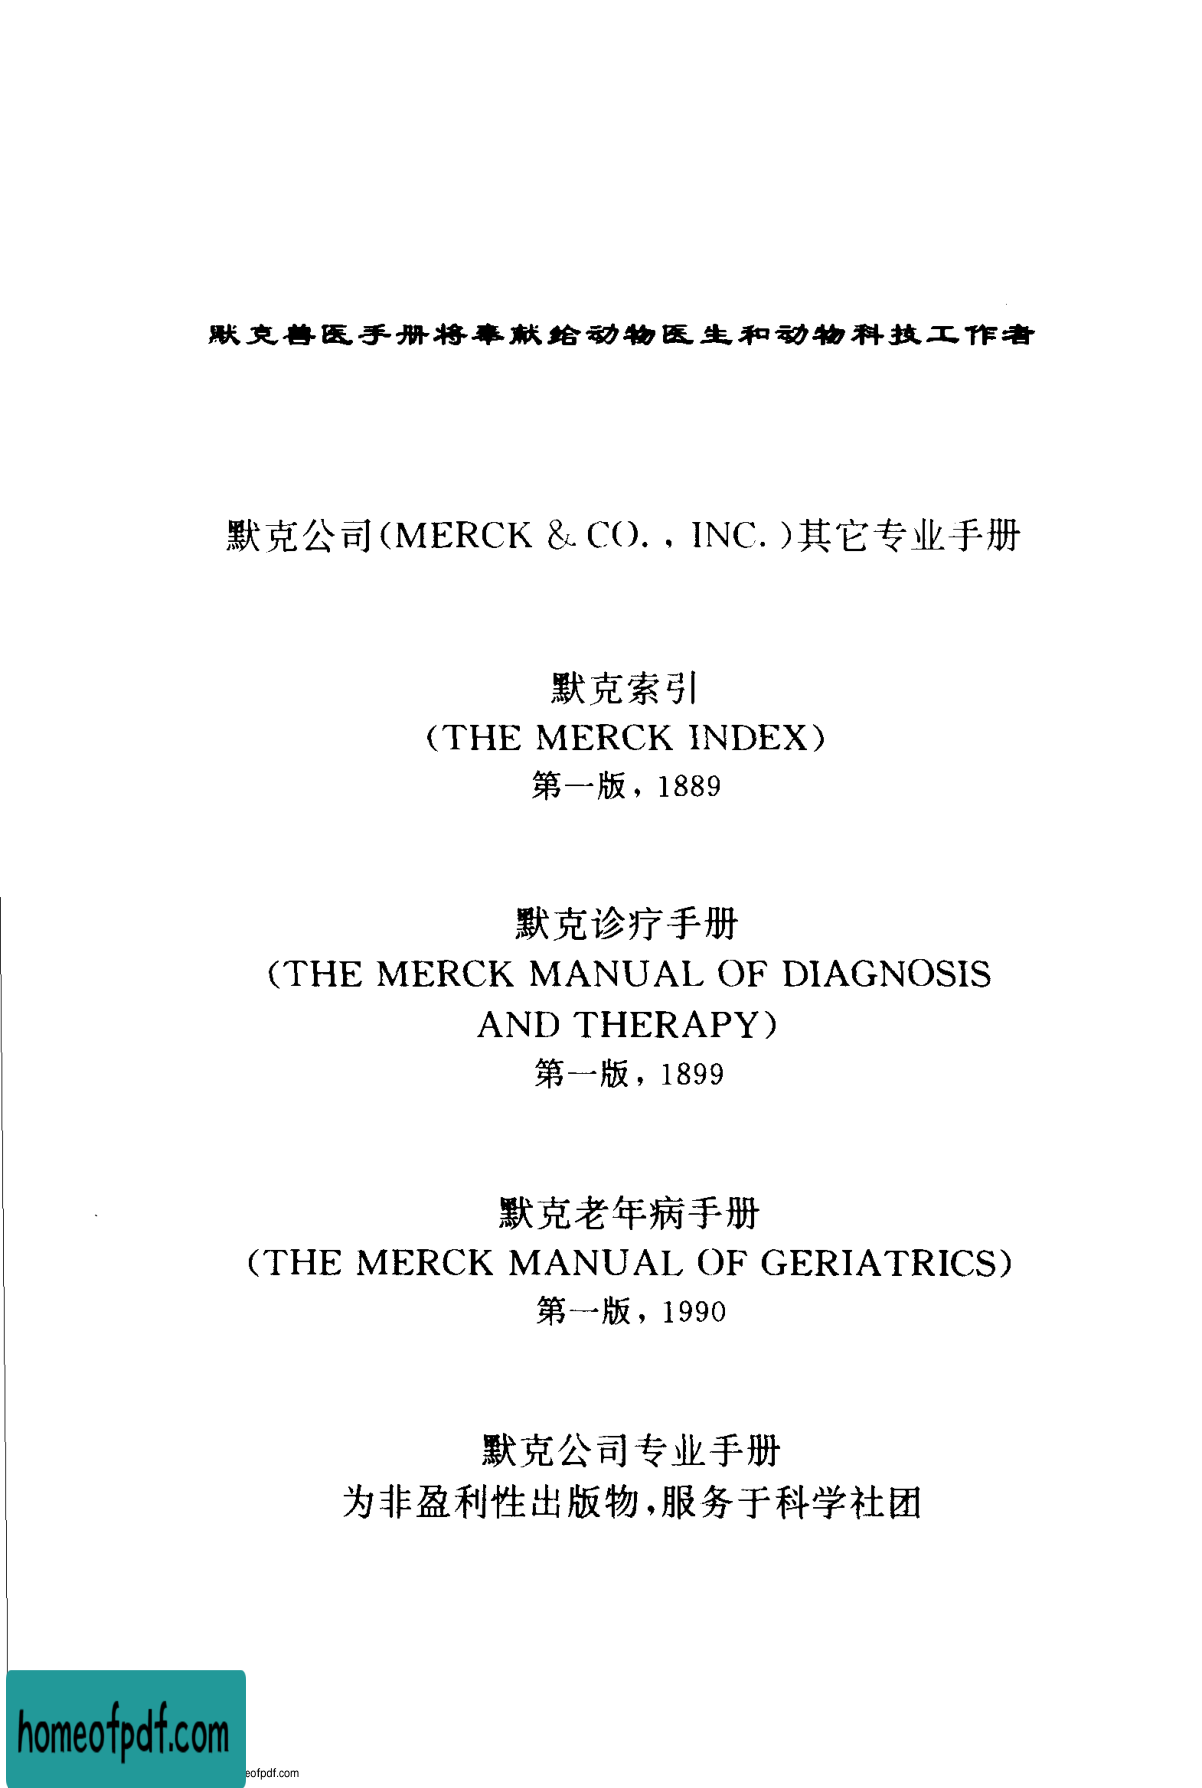 默克兽医手册将奉献给动物医生和动物科技工作者
默克公司(MERCK & CO., INC.)其它专业手册
默克索引
(THE MERCK INDEX)
第一版, 1889
默克诊疗手册
(THE MERCK MANUAL OF DIAGNOSIS
AND THERAPY)
第一版, 1899
默克老年病手册
(THE MERCK MANUAL OF GERIATRICS)
第一版, 1990
默克公司专业手册
为非盈利性出版物,服务于科学社团
homeofpdf.com
eofpdf.com